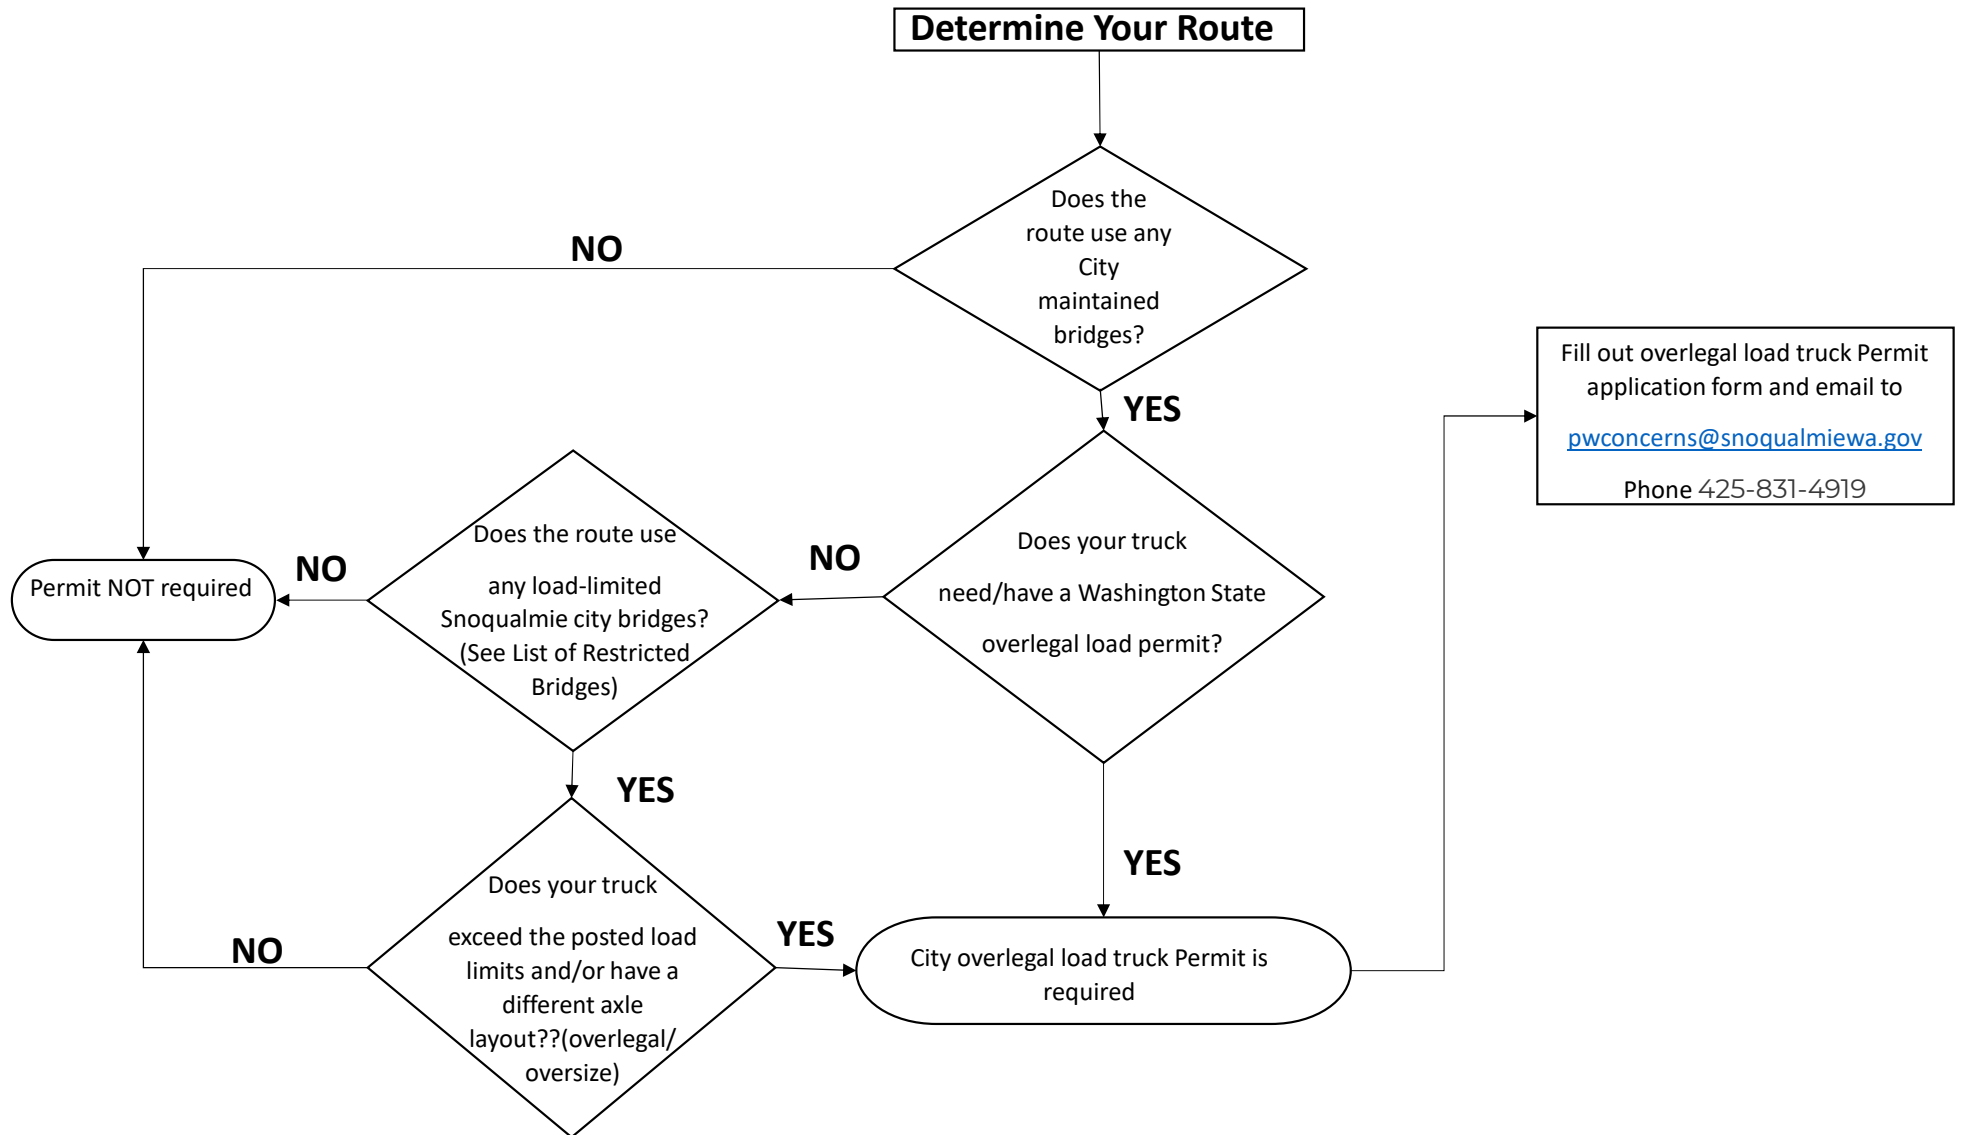 Determine Your Route
Does the
route use any
City
maintained
bridges?
NO
YES
Fill out overlegal load truck Permit
application form and email to
pwconcerns@snoqualmiewa.gov
Phone 425-831-4919
Does your truck
need/have a Washington State
overlegal load permit?
NO
Does the route use
any load-limited
Snoqualmie city bridges?
(See List of Restricted
Bridges)
NO
Permit NOT required
YES
YES
Does your truck
exceed the posted load
limits and/or have a
different axle
layout??(overlegal/
oversize)
NO
YES
City overlegal load truck Permit is
required